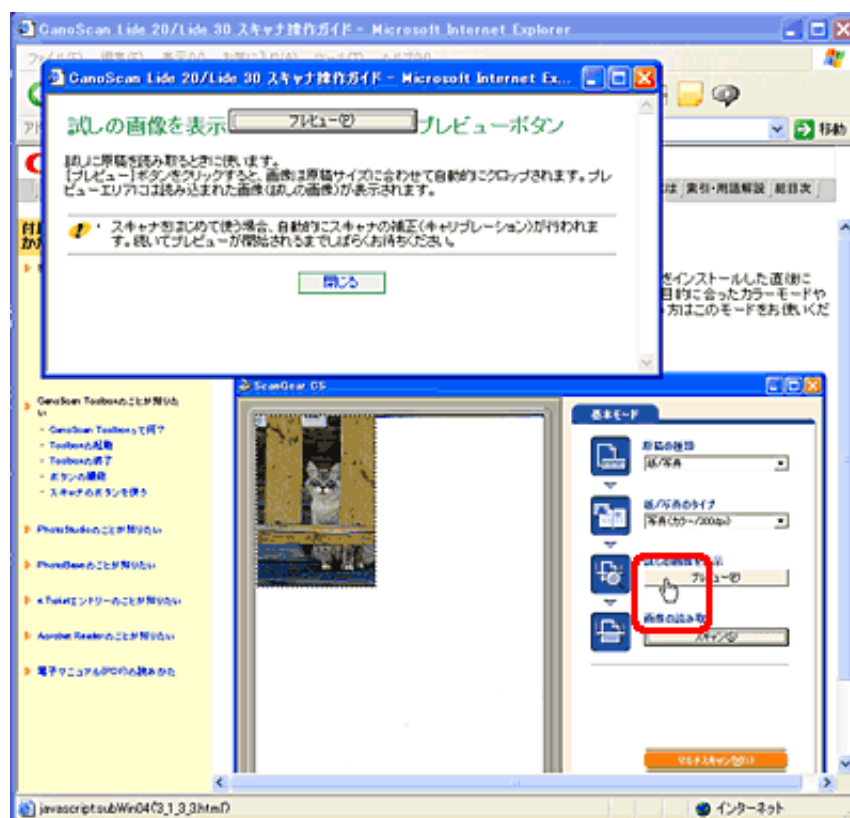 CanoScan Lide 20/Lide 30 スキャナ操作ガイド - Microsoft Internet Explorer
CanoScan Lide 20/Lide 30 スキャナ操作ガイド - Microsoft Internet Ex...
移動
試しの画像を表示 プレビュー(P) プレビューボタン
試しに原稿を読み取るときに使います。
[プレビュー]ボタンをクリックすると、画像は原稿サイズに合わせて自動的にクロップされます。プレ
ビューエリアには読み込まれた画像(試しの画像)が表示されます。
索引・用語解説 総目次
・ スキャナをはじめて使う場合、自動的にスキャナの補正(キャリブレーション)が行われま
す。続いてプレビューが開始されるまでしばらくお待ちください。
閉じる
をインストールした直後に
目的に合ったカラーモードや
方はこのモードをお使いくだ
ScanGear CS
CanoScan Toolboxのことが知りた
い
- CanoScan Toolboxって何?
- Toolboxの起動
- Toolboxの終了
- ボタンの機能
- スキャナのボタンを使う
PhotoStudioのことが知りたい
PhotoBaseのことが知りたい
e.Typistエントリーのことが知りたい
Acrobat Readerのことが知りたい
電子マニュアル(PDF)の読みかた
基本モード
原稿の種類
紙/写真
紙/写真のタイプ
写真(カラー/300dpi)
プレビュー(P)
スキャン(S)
javascript:subWin04('3_1_3_3.html')
インターネット